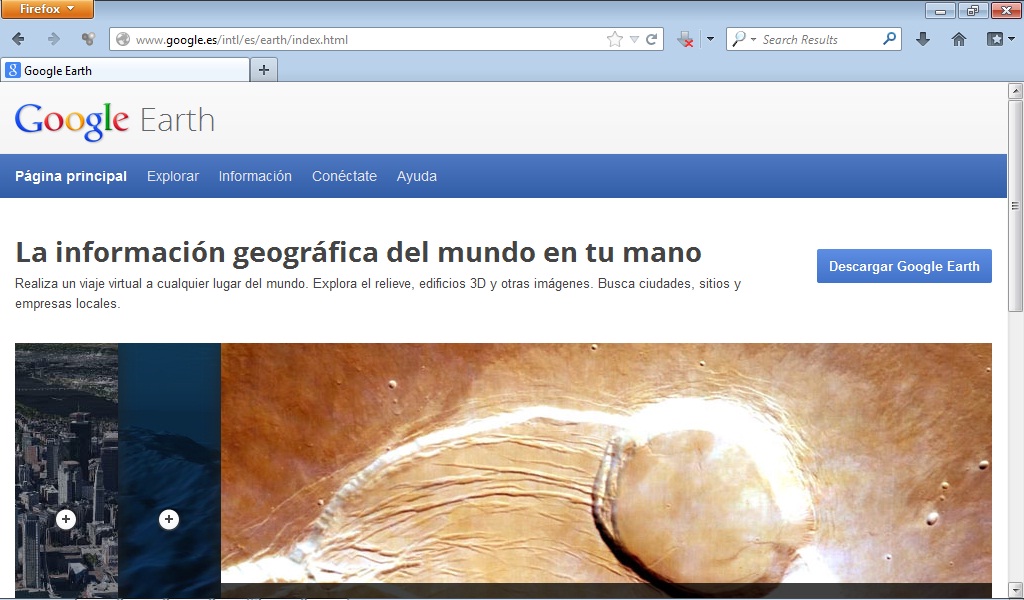 Firefox
www.google.es/intl/es/earth/index.html
Search Results
8 Google Earth
Google Earth
Página principal Explorar Información Conéctate Ayuda
La información geográfica del mundo en tu mano
Realiza un viaje virtual a cualquier lugar del mundo. Explora el relieve, edificios 3D y otras imágenes. Busca ciudades, sitios y
empresas locales.
Descargar Google Earth